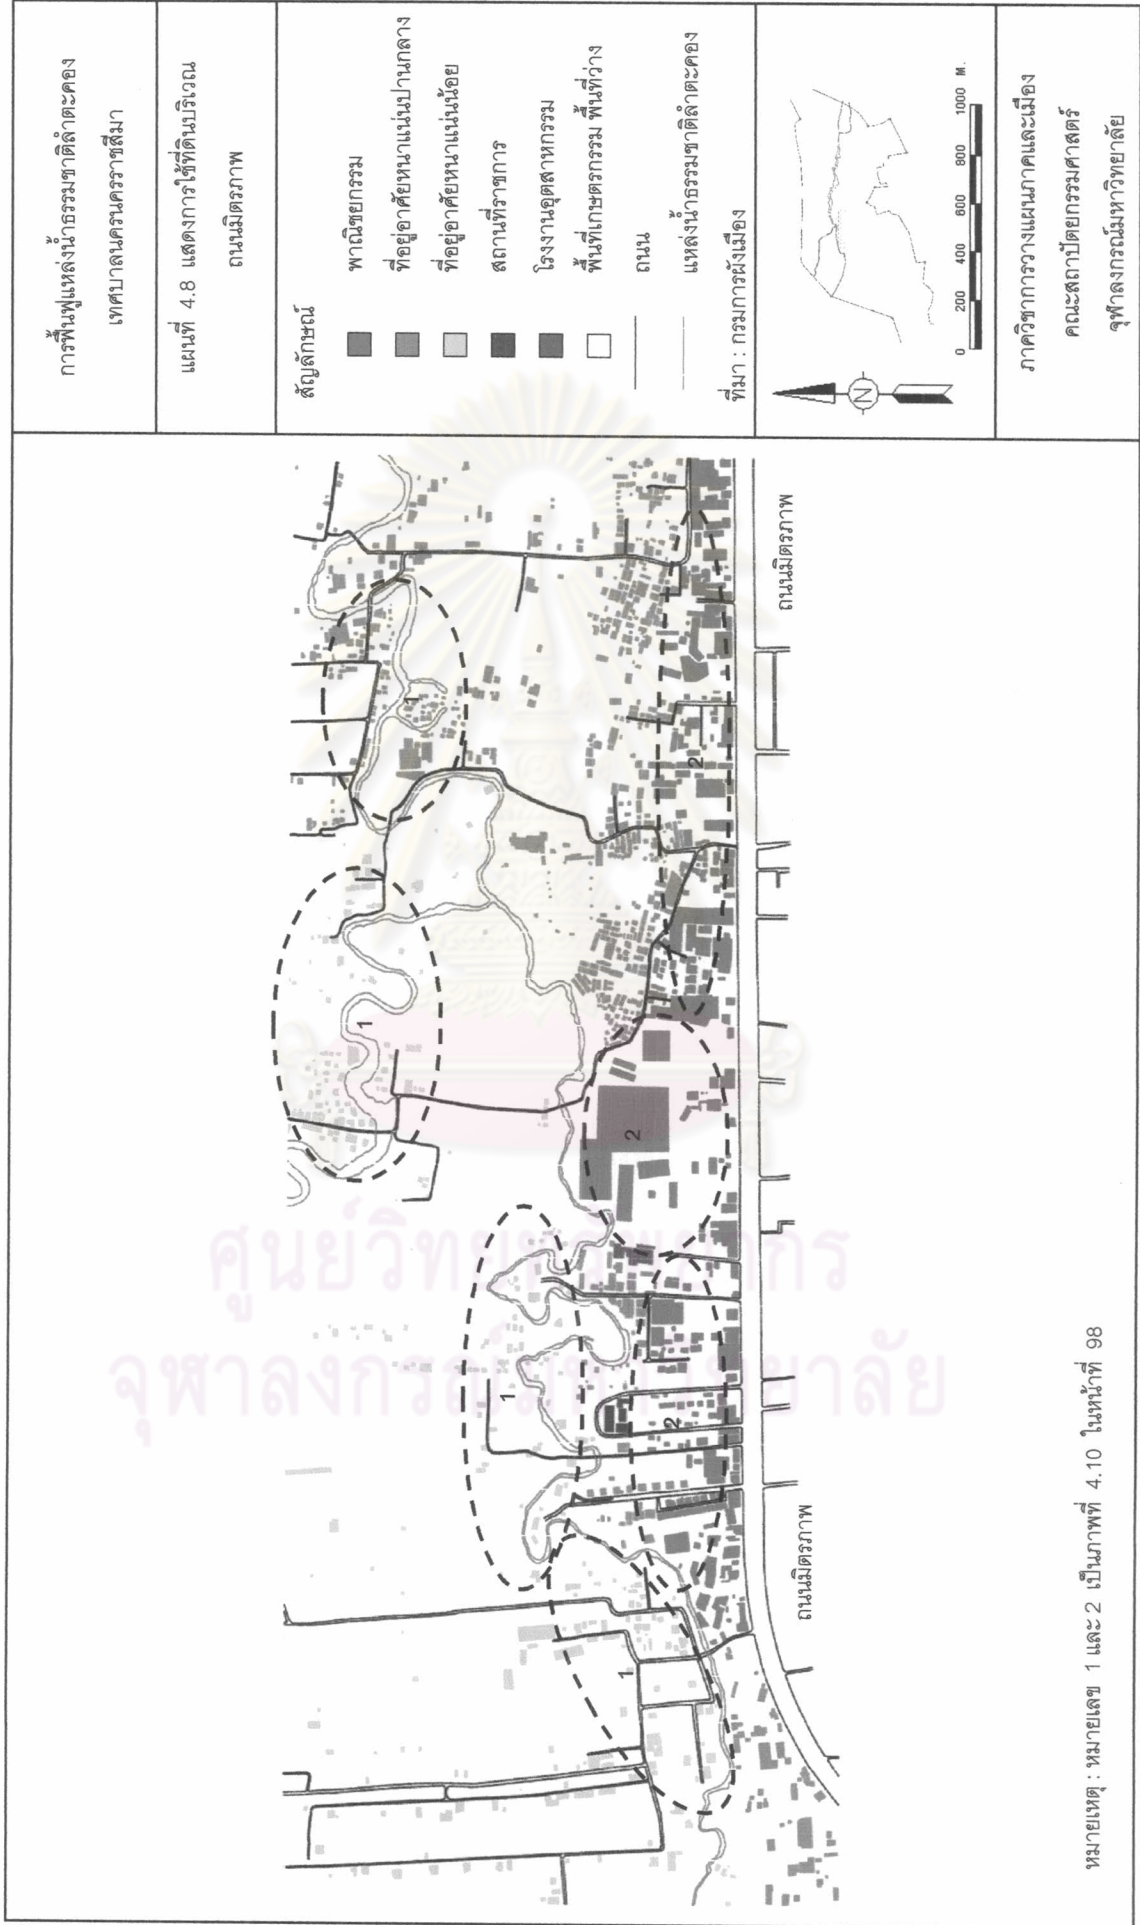 การฟื้นฟูแหล่งน้ำธรรมชาติลำตะคอง
เทศบาลนครนครราชสีมา
แผนที่ 4.8 แสดงการใช้ที่ดินบริเวณ
ถนนมิตรภาพ
สัญลักษณ์
พาณิชยกรรม
ที่อยู่อาศัยหนาแน่นปานกลาง
ที่อยู่อาศัยหนาแน่นน้อย
สถานที่ราชการ
โรงงานอุตสาหกรรม
พื้นที่เกษตรกรรม พื้นที่ว่าง
ถนน
แหล่งน้ำธรรมชาติลำตะคอง
ที่มา : กรมการผังเมือง
N
0 200 400 600 800 1000 M.
ภาควิชาการวางแผนภาคและเมือง
คณะสถาปัตยกรรมศาสตร์
จุฬาลงกรณ์มหาวิทยาลัย
1
1
1
1
2
2
2
ถนนมิตรภาพ
ถนนมิตรภาพ
ศูนย์วิทยทรัพยากร
จุฬาลงกรณ์มหาวิทยาลัย
หมายเหตุ : หมายเลข 1 และ 2 เป็นภาพที่ 4.10 ในหน้าที่ 98